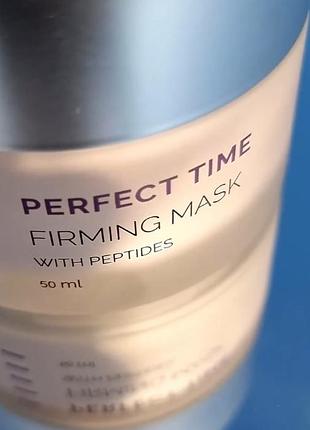 PERFECT TIME
FIRMING MASK
WITH PEPTIDES
50 ml